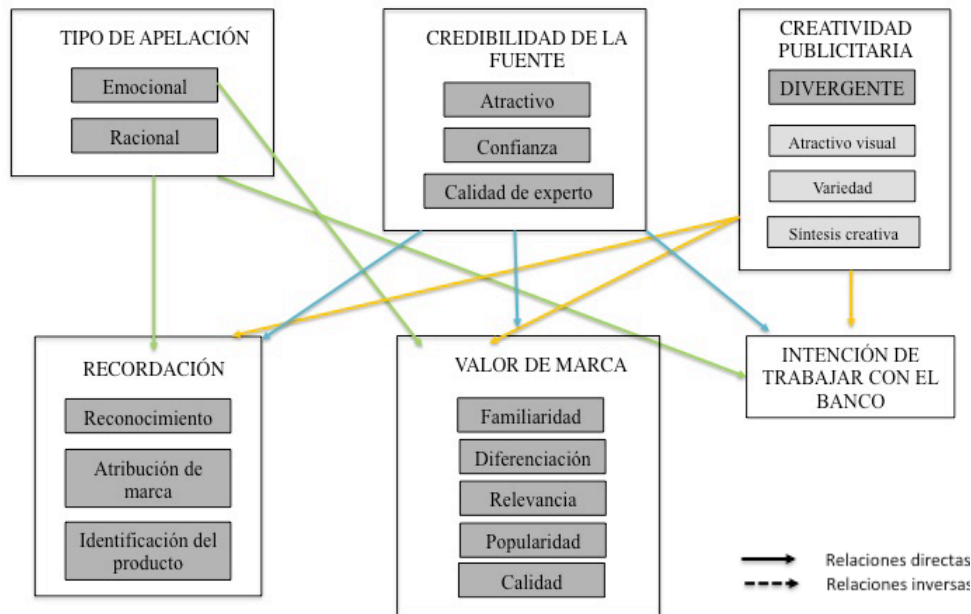 TIPO DE APELACIÓN
Emocional
Racional
CREDIBILIDAD DE LA
FUENTE
Atractivo
Confianza
Calidad de experto
CREATIVIDAD
PUBLICITARIA
DIVERGENTE
Atractivo visual
Variedad
Síntesis creativa
RECORDACIÓN
Reconocimiento
Atribución de
marca
Identificación del
producto
VALOR DE MARCA
Familiaridad
Diferenciación
Relevancia
Popularidad
Calidad
INTENCIÓN DE
TRABAJAR CON EL
BANCO
Relaciones directas
Relaciones inversas